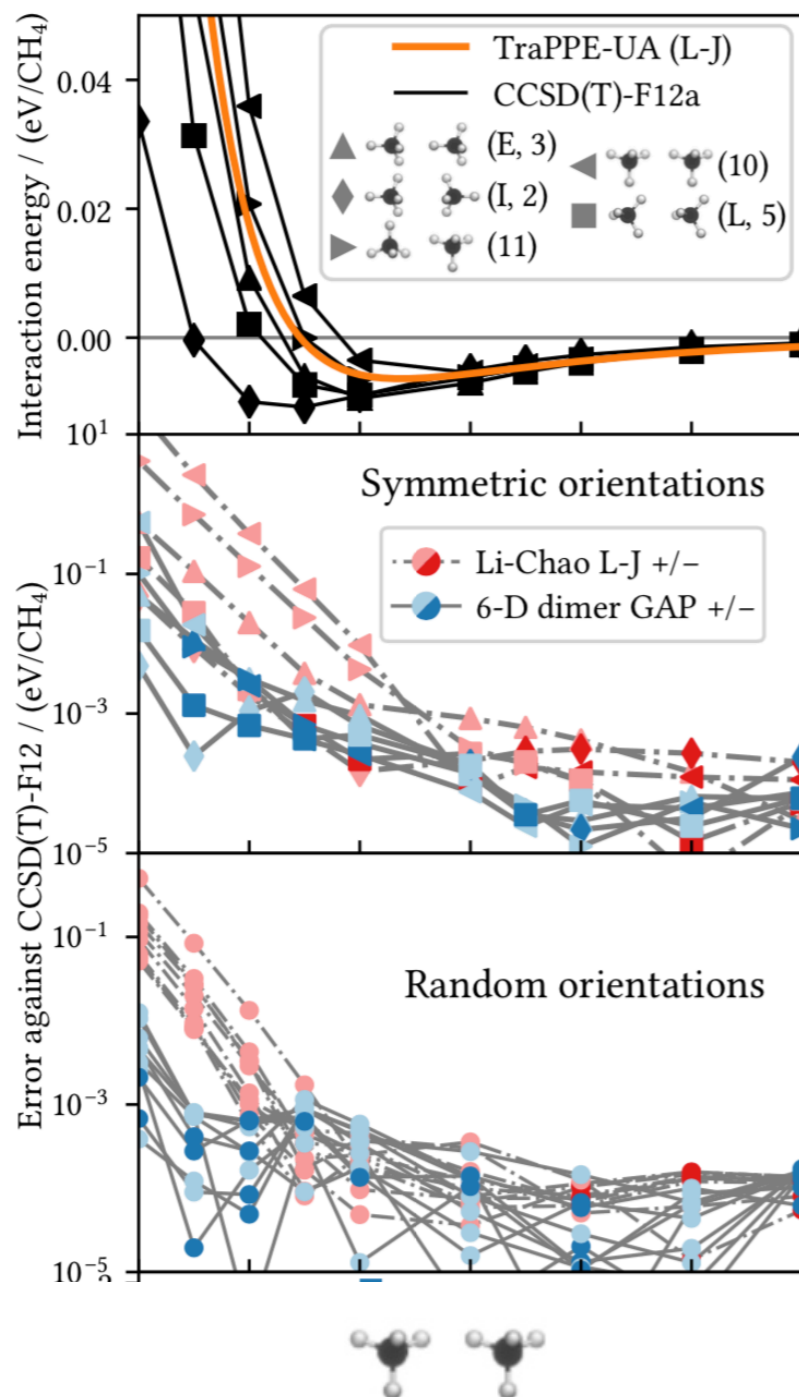 Interaction energy / (eV/CH₄)
0.04
0.02
0.00
TraPPE-UA (L-J)
CCSD(T)-F12a
(E, 3)
(10)
(I, 2)
(L, 5)
(11)
Error against CCSD(T)-F12 / (eV/CH₄)
10¹
10⁻¹
10⁻³
10⁻⁵
Symmetric orientations
Li-Chao L-J +/−
6-D dimer GAP +/−
10⁻¹
10⁻³
10⁻⁵
Random orientations